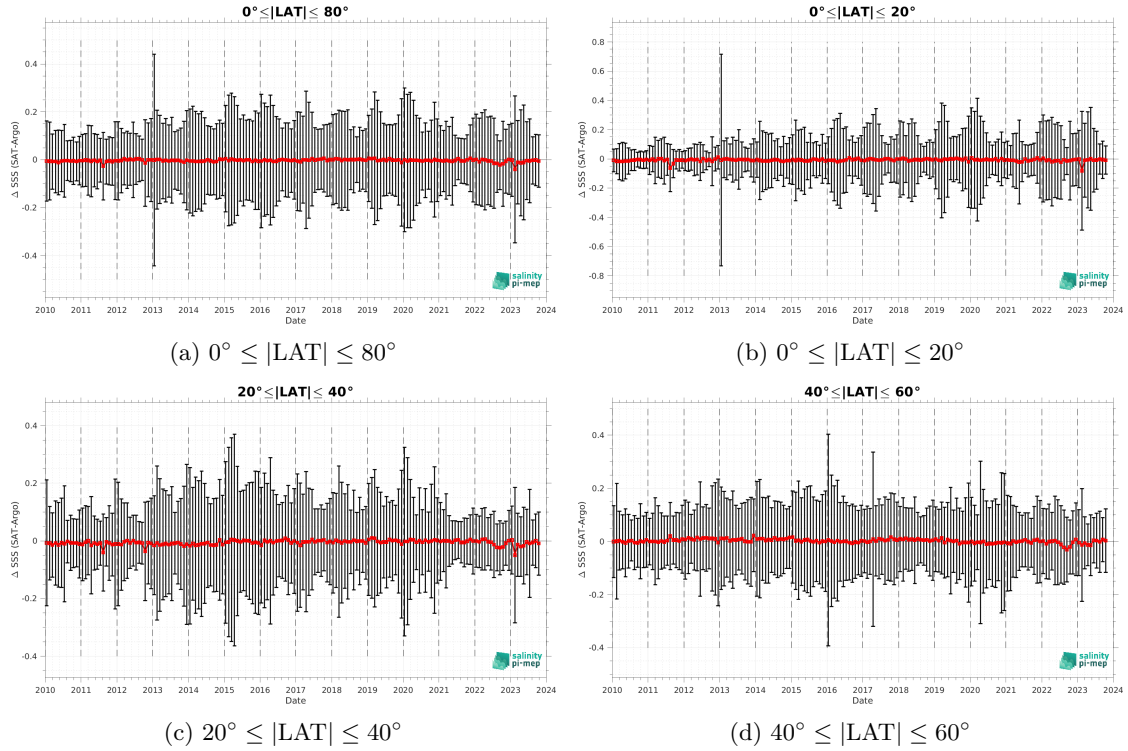 0°≤|LAT|≤ 80°
Δ SSS (SAT-Argo)
0.4
0.2
0
-0.2
-0.4
2010 2011 2012 2013 2014 2015 2016 2017 2018 2019 2020 2021 2022 2023 2024
Date
salinity
pi-mep
(a) 0° ≤ |LAT| ≤ 80°
0°≤|LAT|≤ 20°
Δ SSS (SAT-Argo)
0.8
0.6
0.4
0.2
0
-0.2
-0.4
-0.6
-0.8
2010 2011 2012 2013 2014 2015 2016 2017 2018 2019 2020 2021 2022 2023 2024
Date
salinity
pi-mep
(b) 0° ≤ |LAT| ≤ 20°
20°≤|LAT|≤ 40°
Δ SSS (SAT-Argo)
0.4
0.2
0
-0.2
-0.4
2010 2011 2012 2013 2014 2015 2016 2017 2018 2019 2020 2021 2022 2023 2024
Date
salinity
pi-mep
(c) 20° ≤ |LAT| ≤ 40°
40°≤|LAT|≤ 60°
Δ SSS (SAT-Argo)
0.4
0.2
0
-0.2
-0.4
2010 2011 2012 2013 2014 2015 2016 2017 2018 2019 2020 2021 2022 2023 2024
Date
salinity
pi-mep
(d) 40° ≤ |LAT| ≤ 60°